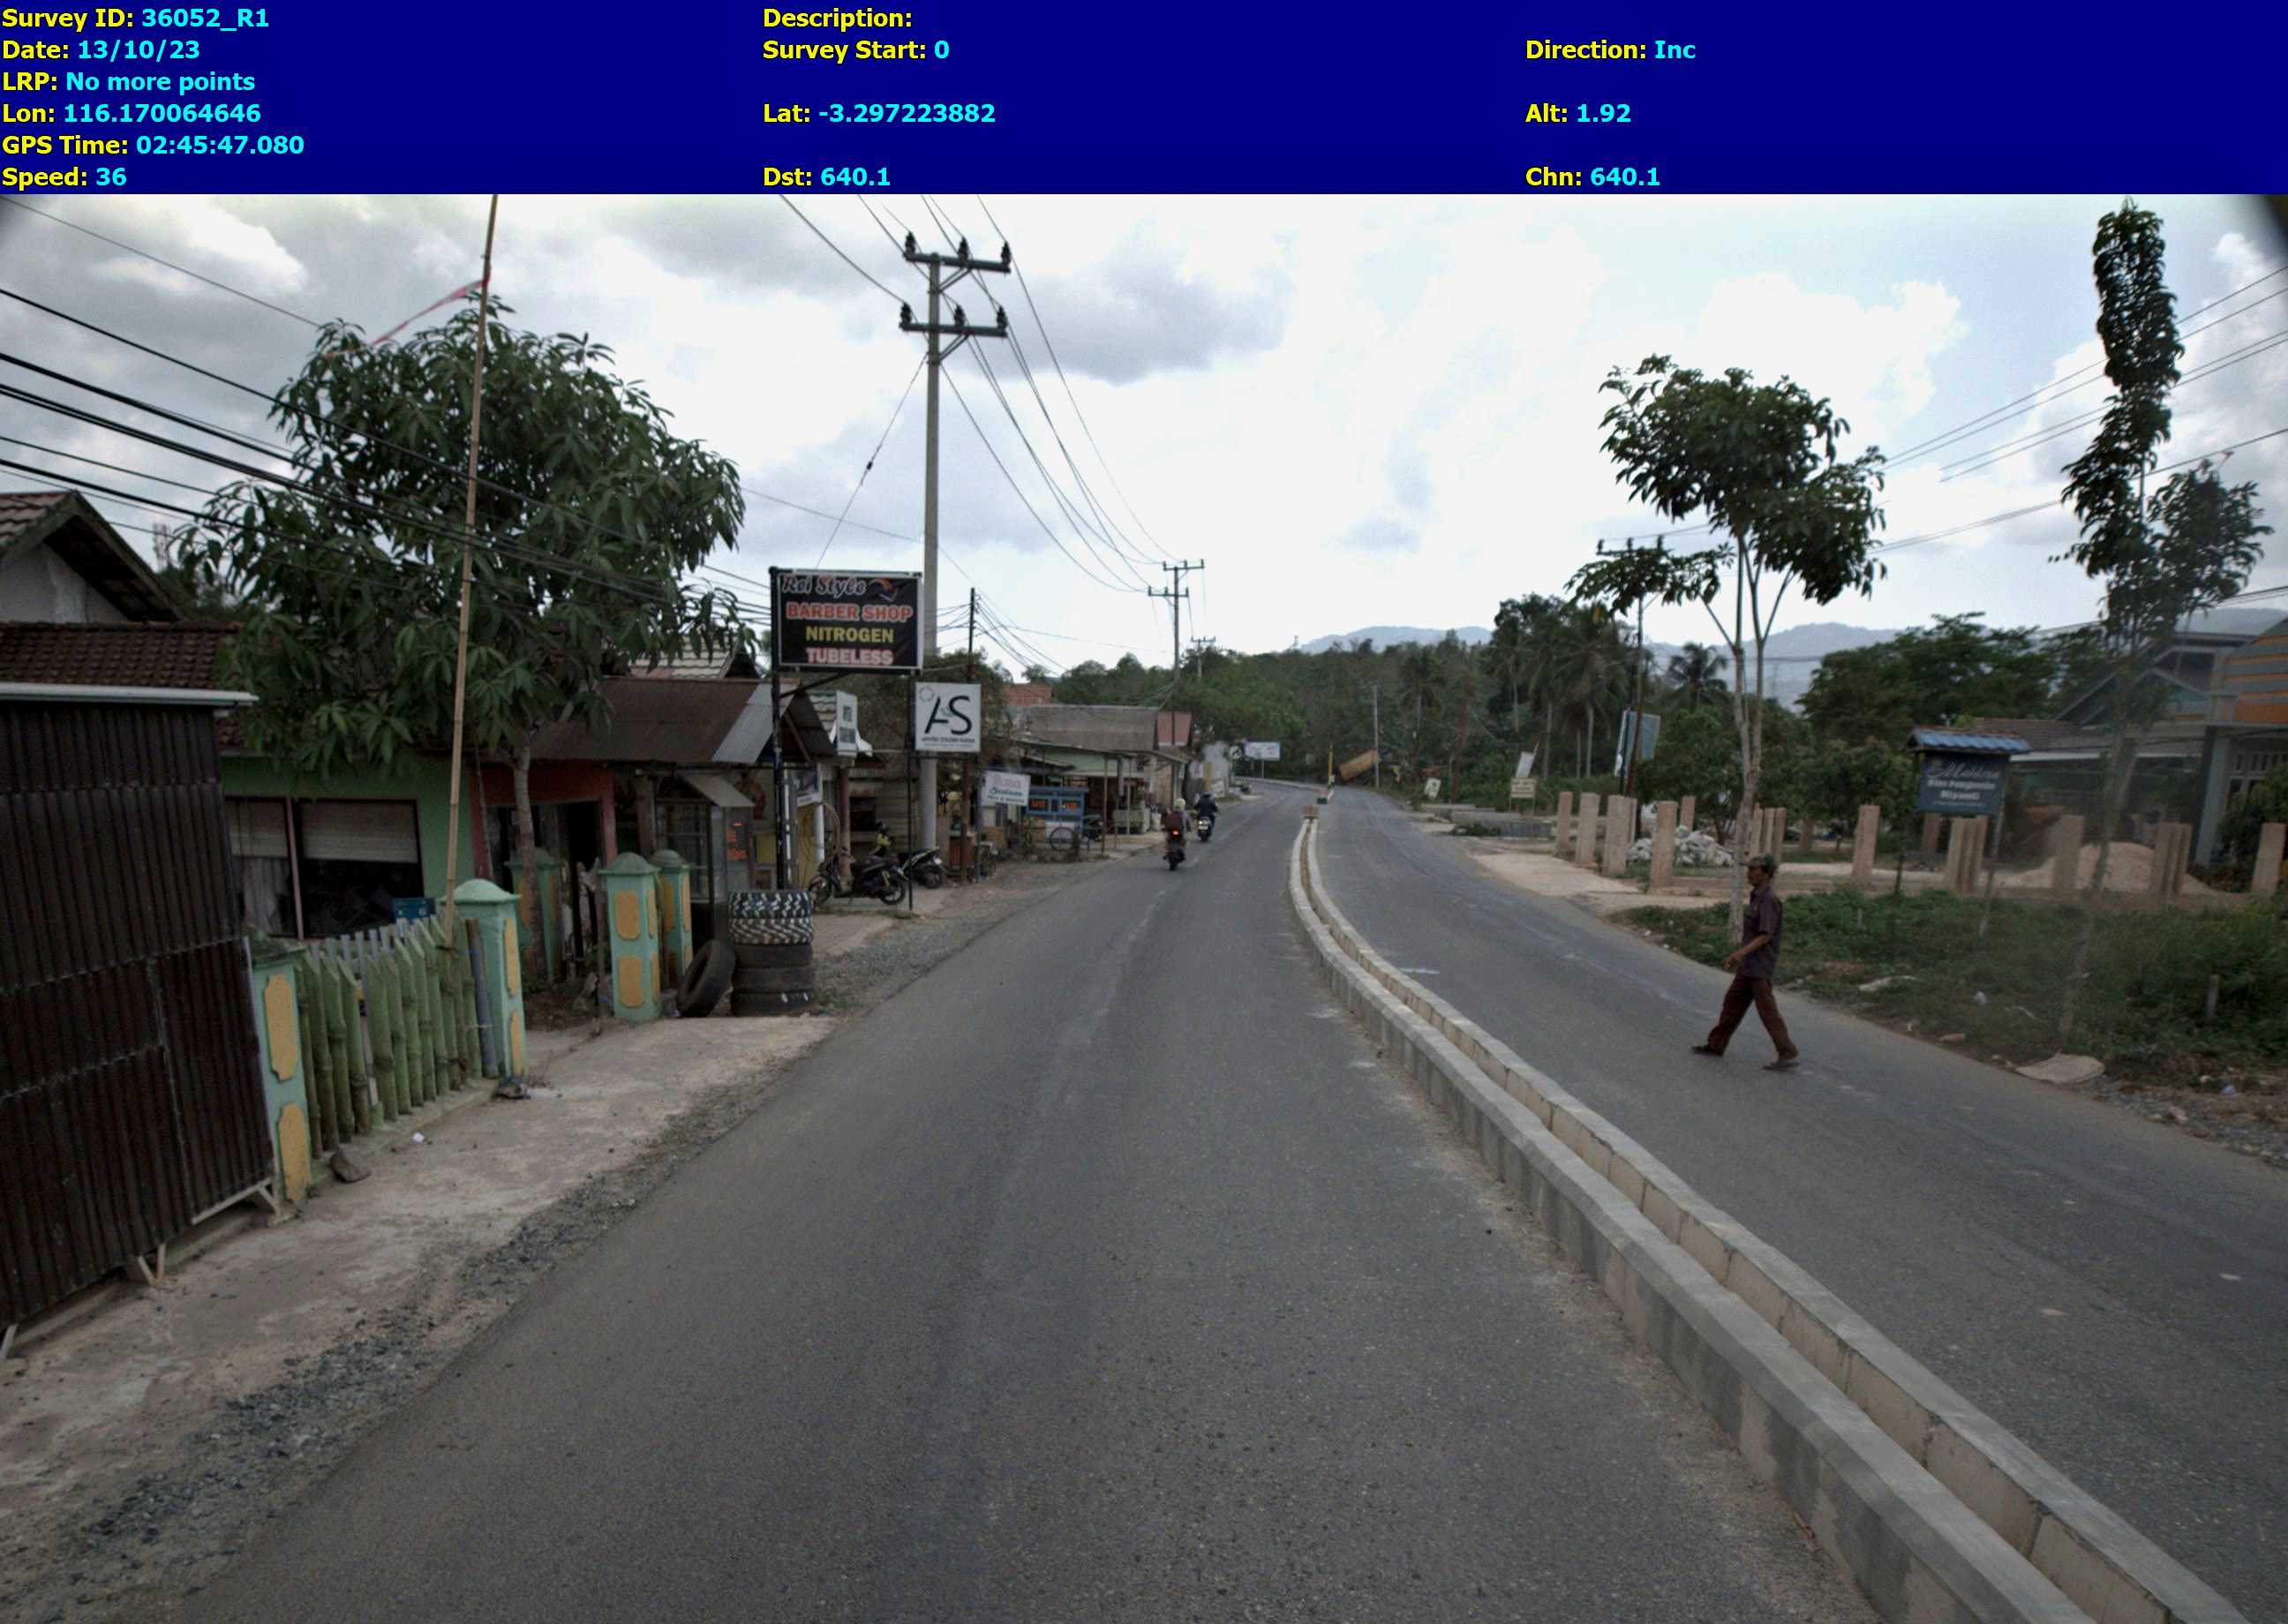 Survey ID: 36052_R1
Description:
Date: 13/10/23
Survey Start: 0
Direction: Inc
LRP: No more points
Lon: 116.170064646
Lat: -3.297223882
Alt: 1.92
GPS Time: 02:45:47.080
Speed: 36
Dst: 640.1
Chn: 640.1
Rei Style
BARBER SHOP
NITROGEN
TUBELESS
AS